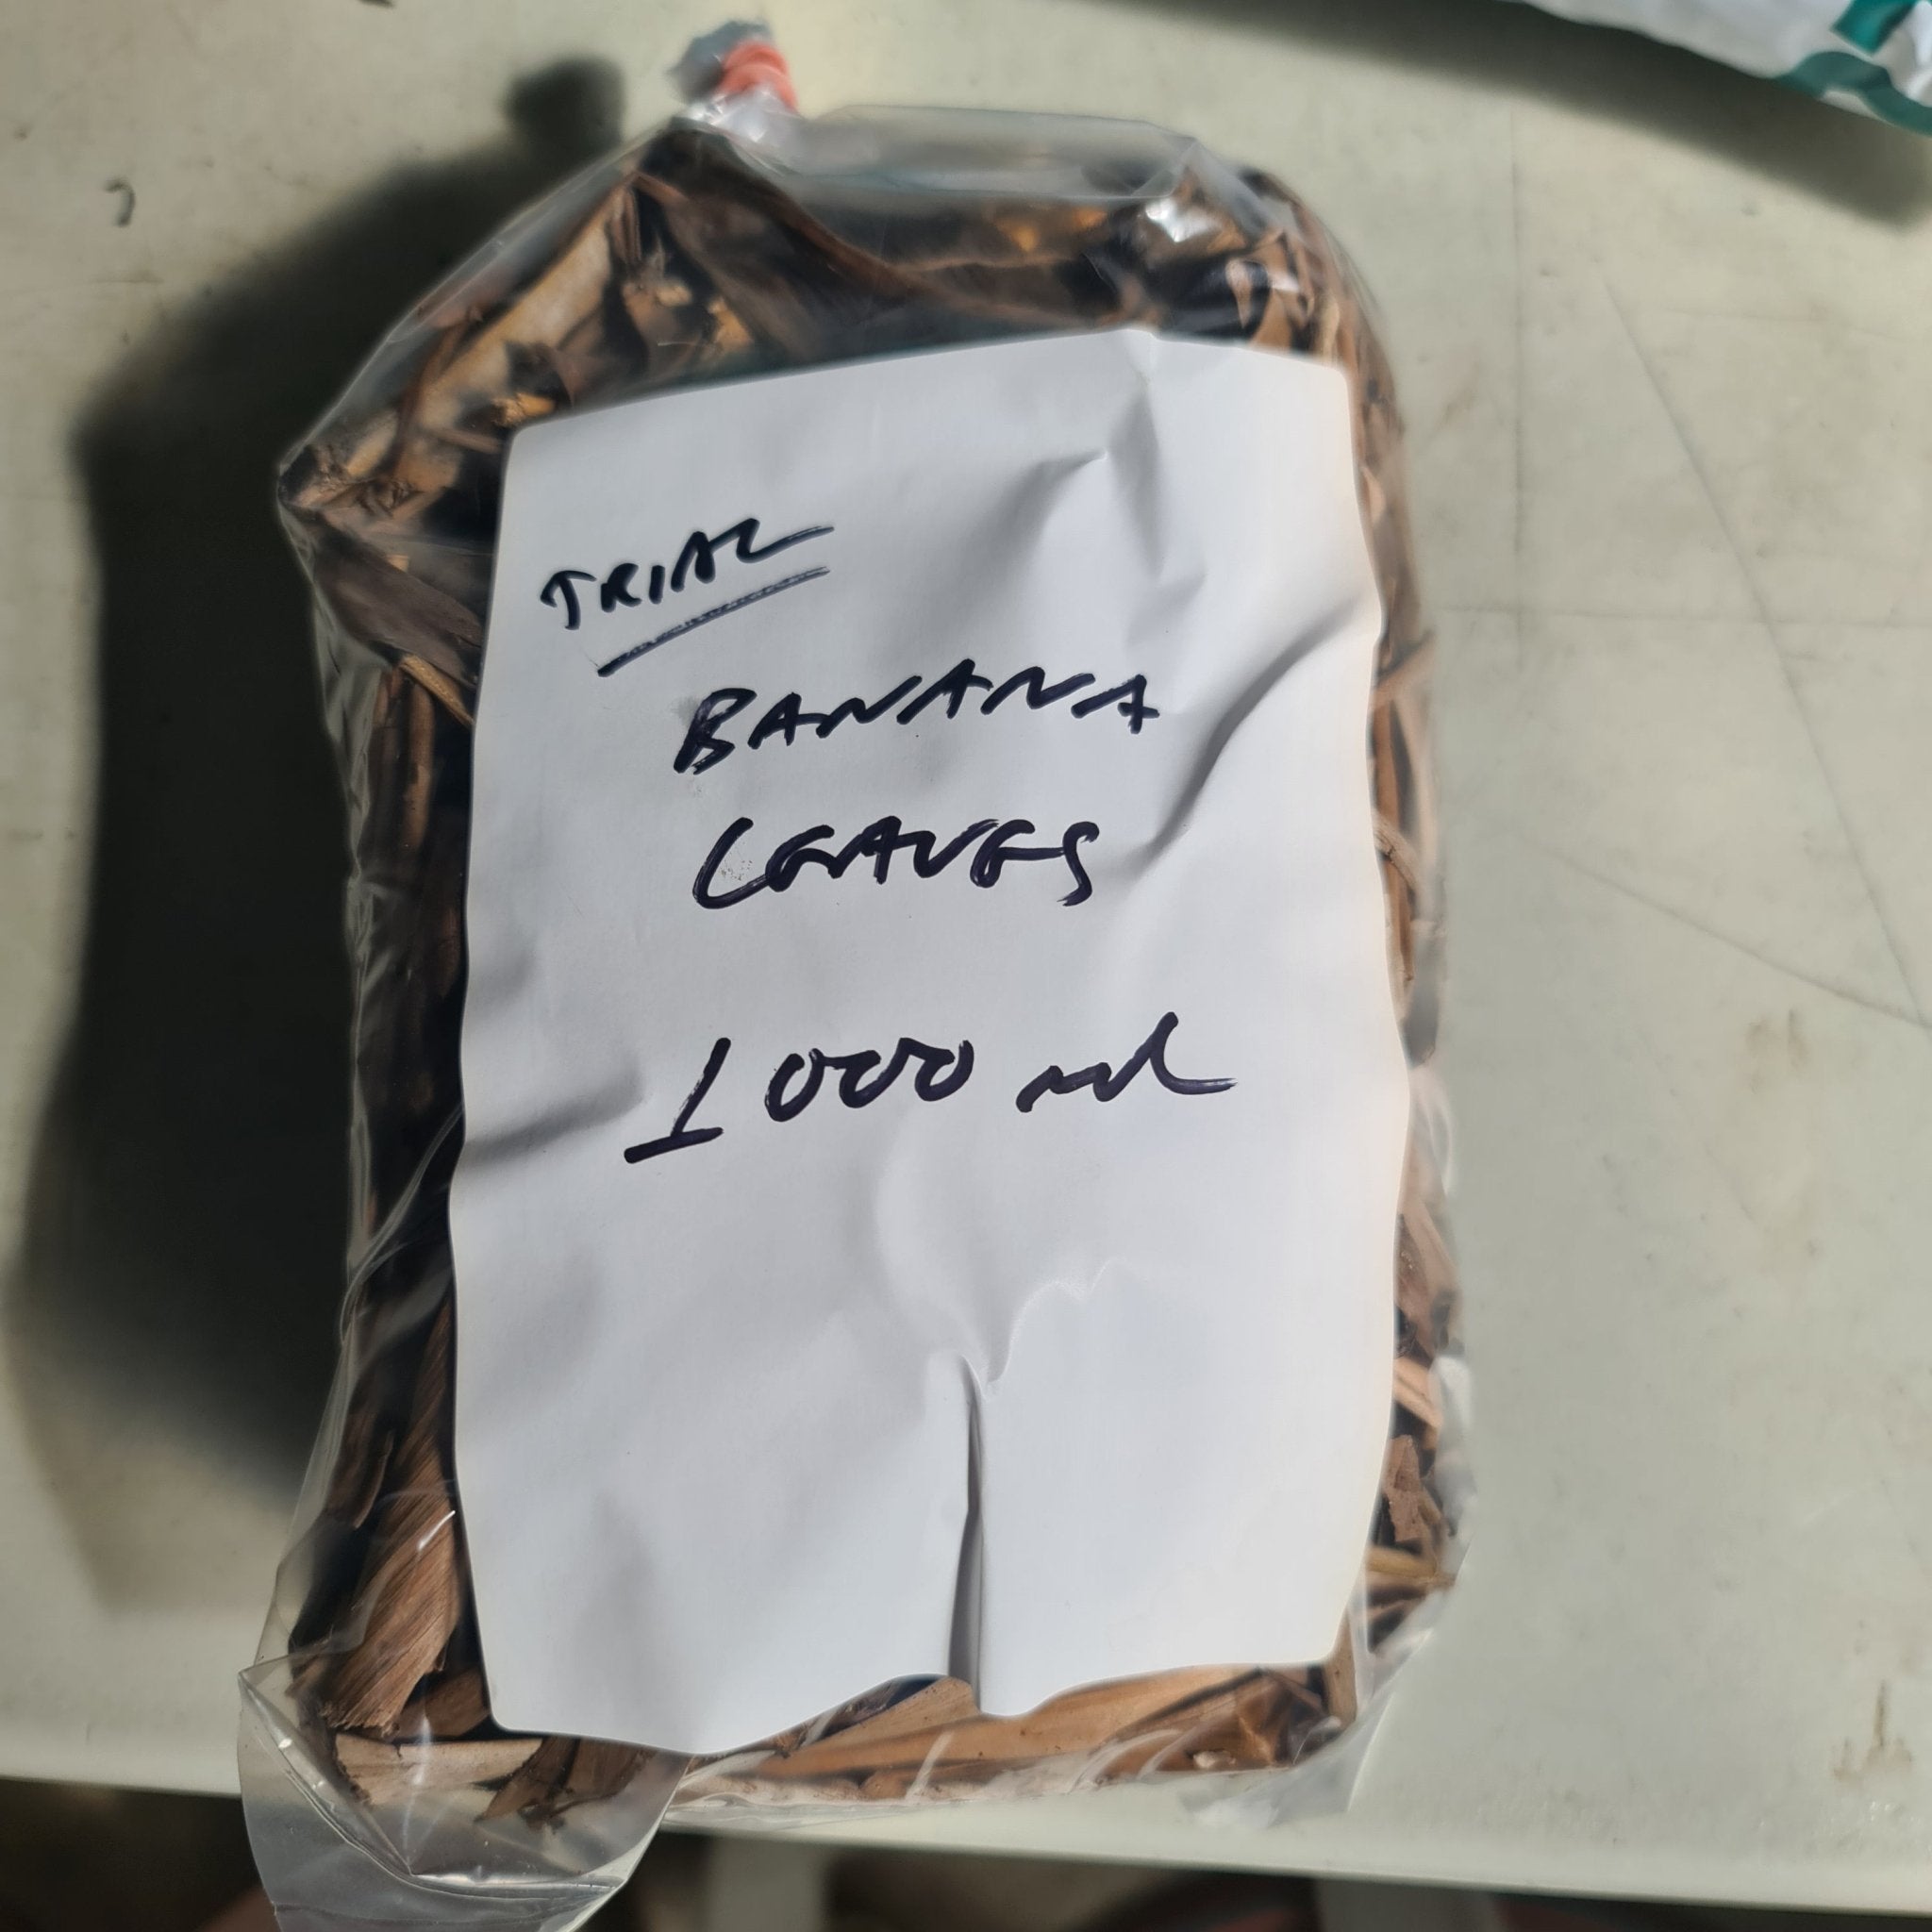 TRIAL
BANANA
LEAVES
1000 ml